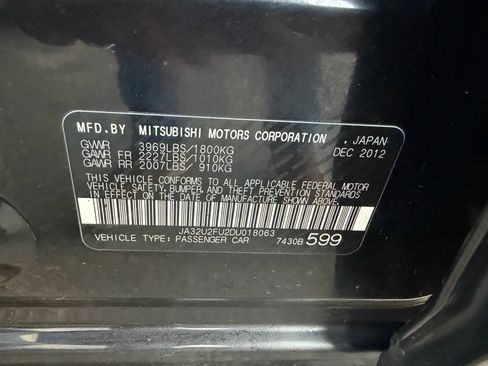 MFD.BY MITSUBISHI MOTORS CORPORATION , JAPAN
GVWR 3969LBS/1800KG DEC 2012
GAWR FR 2227LBS/1010KG
GAWR RR 2007LBS/ 910KG
THIS VEHICLE CONFORMS TO ALL APPLICABLE FEDERAL MOTOR
VEHICLE SAFETY, BUMPER, AND THEFT PREVENTION STANDARDS
IN EFFECT ON THE DATE OF MANUFACTURE SHOWN ABOVE.
JA32U2FU2DU018063
VEHICLE TYPE: PASSENGER CAR 7430B 599